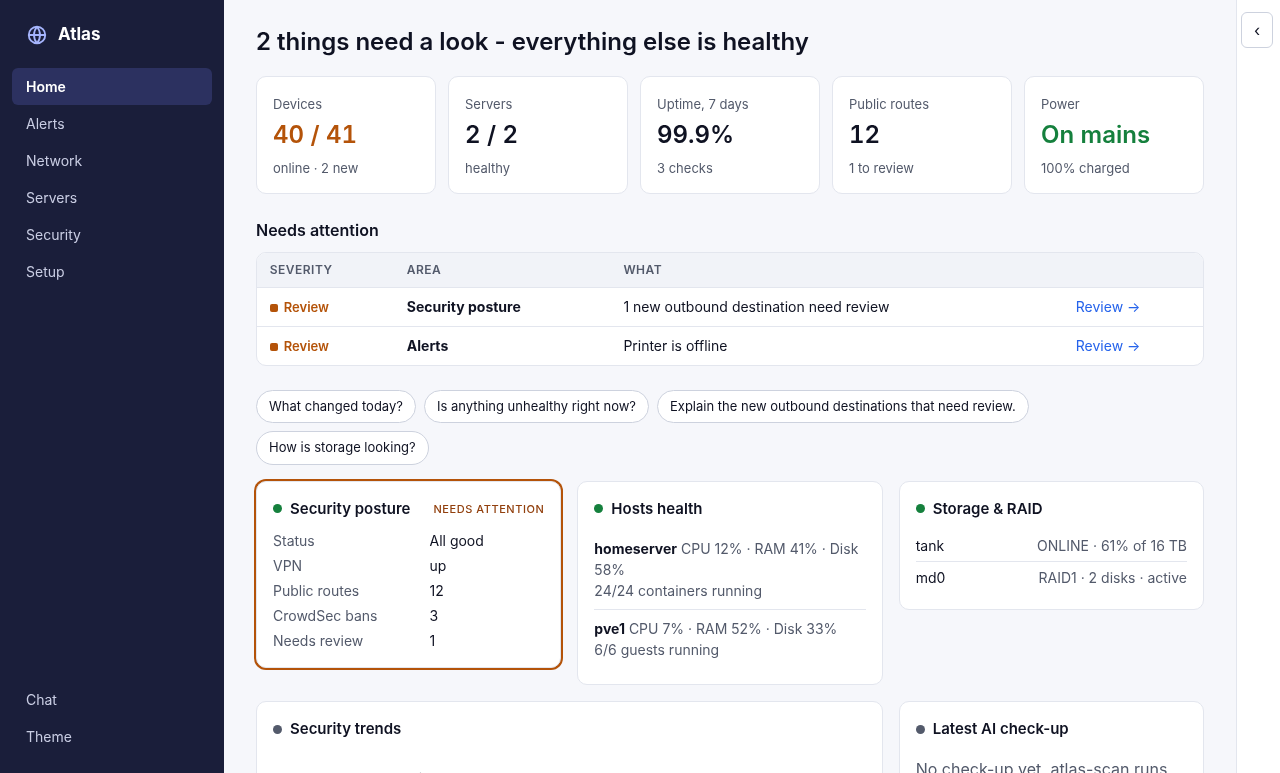 Atlas
Home
Alerts
Network
Servers
Security
Setup
Chat
Theme
2 things need a look - everything else is healthy
‹
Devices
40 / 41
online · 2 new
Servers
2 / 2
healthy
Uptime, 7 days
99.9%
3 checks
Public routes
12
1 to review
Power
On mains
100% charged
Needs attention
SEVERITY AREA WHAT
Review Security posture 1 new outbound destination need review Review →
Review Alerts Printer is offline Review →
What changed today? Is anything unhealthy right now? Explain the new outbound destinations that need review.
How is storage looking?
Security posture NEEDS ATTENTION
Status All good
VPN up
Public routes 12
CrowdSec bans 3
Needs review 1
Hosts health
homeserver CPU 12% · RAM 41% · Disk
58%
24/24 containers running
pve1 CPU 7% · RAM 52% · Disk 33%
6/6 guests running
Storage & RAID
tank ONLINE · 61% of 16 TB
md0 RAID1 · 2 disks · active
Security trends
Latest AI check-up
No check-up yet. atlas-scan runs